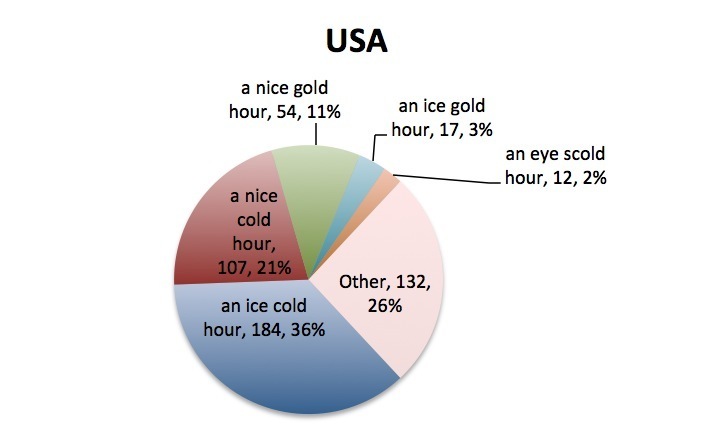 USA
a nice gold
hour, 54, 11%
an ice gold
hour, 17, 3%
an eye scold
hour, 12, 2%
a nice
cold
hour,
107, 21%
Other, 132,
26%
an ice cold
hour, 184, 36%